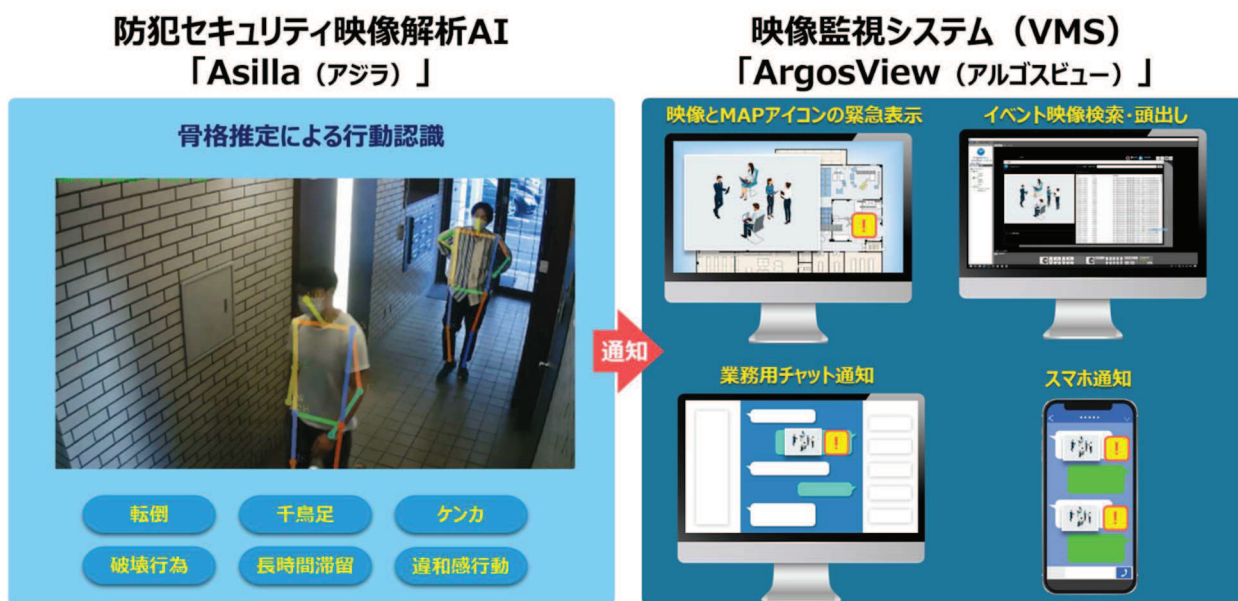 防犯セキュリティ映像解析AI
「Asilla（アジラ）」
骨格推定による行動認識
転倒
千鳥足
ケンカ
破壊行為
長時間滞留
違和感行動
通知
映像監視システム（VMS）
「ArgosView（アルゴスビュー）」
映像とMAPアイコンの緊急表示
イベント映像検索・頭出し
!
業務用チャット通知
スマホ通知
!
!
!